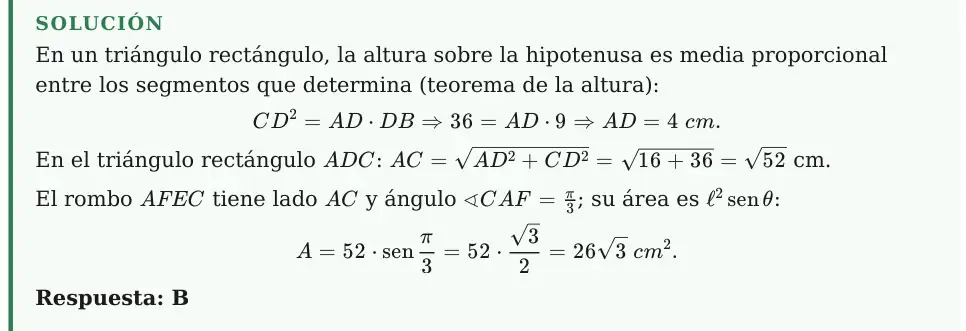 SOLUCIÓN
En un triángulo rectángulo, la altura sobre la hipotenusa es media proporcional
entre los segmentos que determina (teorema de la altura):
CD² = AD · DB ⇒ 36 = AD · 9 ⇒ AD = 4 cm.
En el triángulo rectángulo ADC: AC = √(AD² + CD²) = √(16 + 36) = √52 cm.
El rombo AFEC tiene lado AC y ángulo ∢CAF = π/3; su área es ℓ² sen θ:
A = 52 · sen π/3 = 52 · √3/2 = 26√3 cm².
Respuesta: B